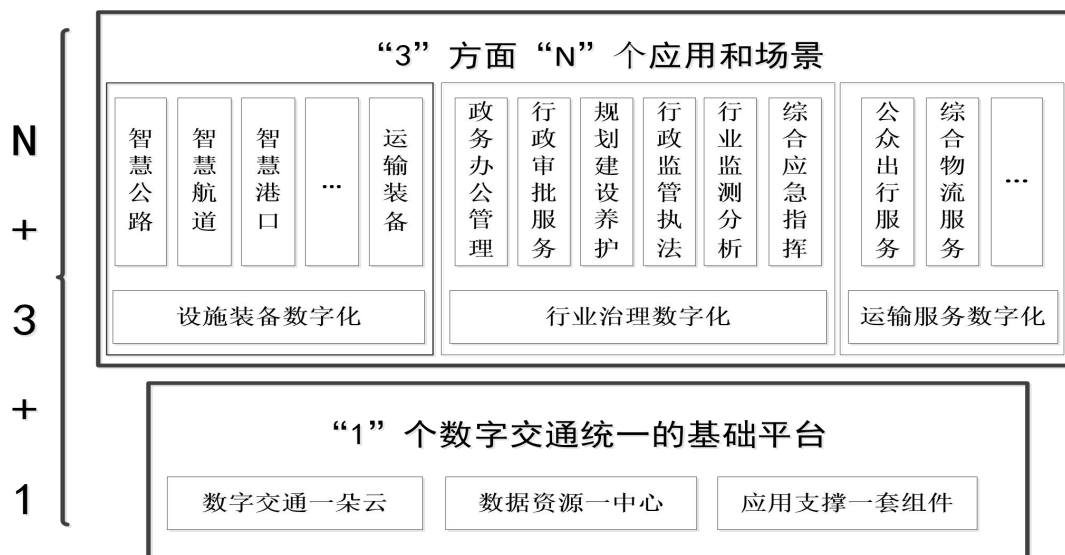 N
+
3
+
1
“3”方面“N”个应用和场景
智慧公路
智慧航道
智慧港口
...
运输装备
设施装备数字化
政务办公管理
行政审批服务
规划建设养护
行政监管执法
行业监测分析
综合应急指挥
行业治理数字化
公众出行服务
综合物流服务
...
运输服务数字化
“1”个数字交通统一的基础平台
数字交通一朵云
数据资源一中心
应用支撑一套组件